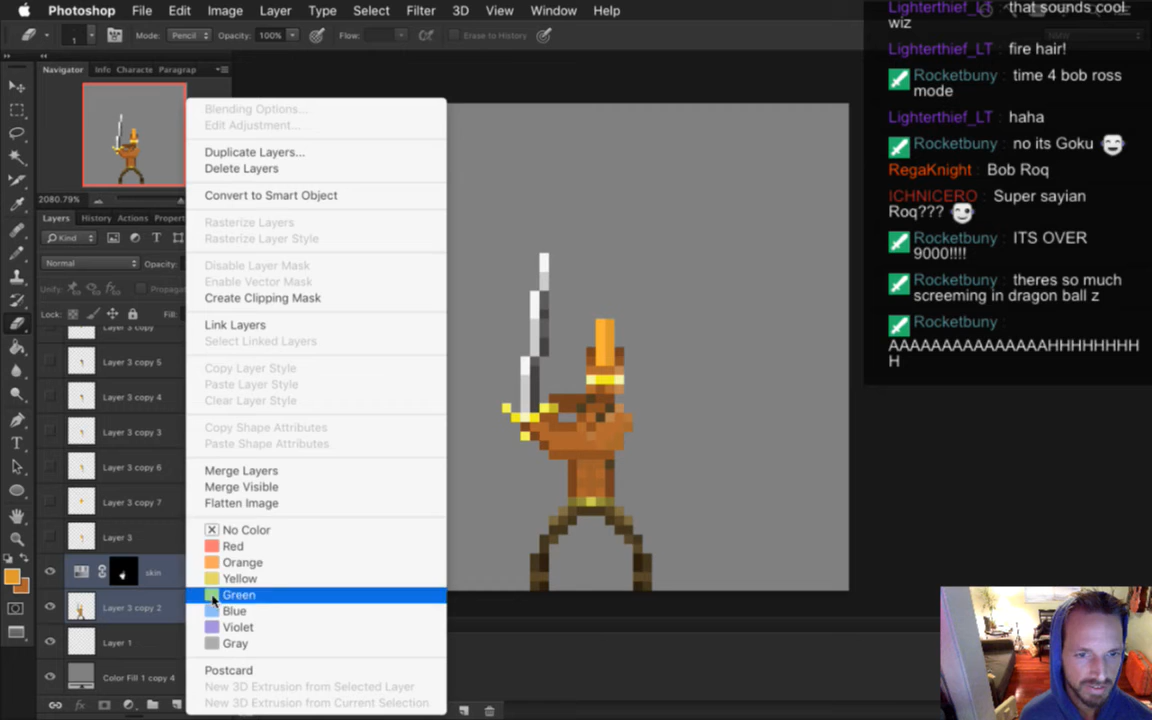 Photoshop File Edit Image Layer Type Select Filter 3D View Window Help
1 Mode: Pencil Opacity: 100% Flow: Erase to History
Navigator Info Characte Paragrap
2080.79%
Layers History Actions Propert
Kind
Normal Opacity:
Unify: Propagat
Lock: Fill:
Layer 3 copy
Layer 3 copy 5
Layer 3 copy 4
Layer 3 copy 3
Layer 3 copy 6
Layer 3 copy 7
Layer 3
skin
Layer 3 copy 2
Layer 1
Color Fill 1 copy 4
fx
Blending Options...
Edit Adjustment...
Duplicate Layers...
Delete Layers
Convert to Smart Object
Rasterize Layers
Rasterize Layer Style
Disable Layer Mask
Enable Vector Mask
Create Clipping Mask
Link Layers
Select Linked Layers
Copy Layer Style
Paste Layer Style
Clear Layer Style
Copy Shape Attributes
Paste Shape Attributes
Merge Layers
Merge Visible
Flatten Image
No Color
Red
Orange
Yellow
Green
Blue
Violet
Gray
Postcard
New 3D Extrusion from Selected Layer
New 3D Extrusion from Current Selection
Lighterthief_LT : that sounds cool
wiz
Lighterthief_LT : fire hair!
Rocketbuny : time 4 bob ross
mode
Lighterthief_LT : haha
Rocketbuny : no its Goku
RegaKnight : Bob Roq
ICHNICERO : Super sayian
Roq???
Rocketbuny : ITS OVER
9000!!!!
Rocketbuny : theres so much
screeming in dragon ball z
Rocketbuny :
AAAAAAAAAAAAAAAHHHHHHHH
H